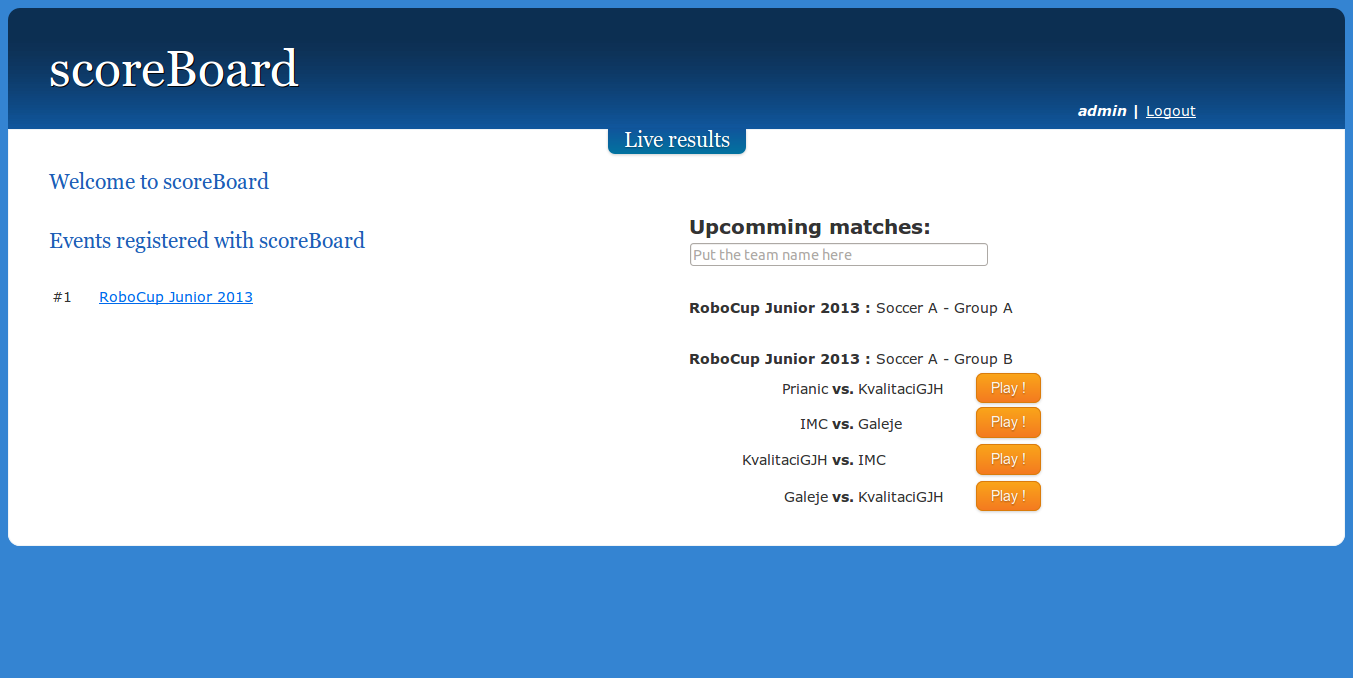 scoreBoard
admin | Logout
Live results
Welcome to scoreBoard
Events registered with scoreBoard
#1 RoboCup Junior 2013
Upcomming matches:
Put the team name here
RoboCup Junior 2013 : Soccer A - Group A
RoboCup Junior 2013 : Soccer A - Group B
Prianic vs. KvalitaciGJH Play !
IMC vs. Galeje Play !
KvalitaciGJH vs. IMC Play !
Galeje vs. KvalitaciGJH Play !